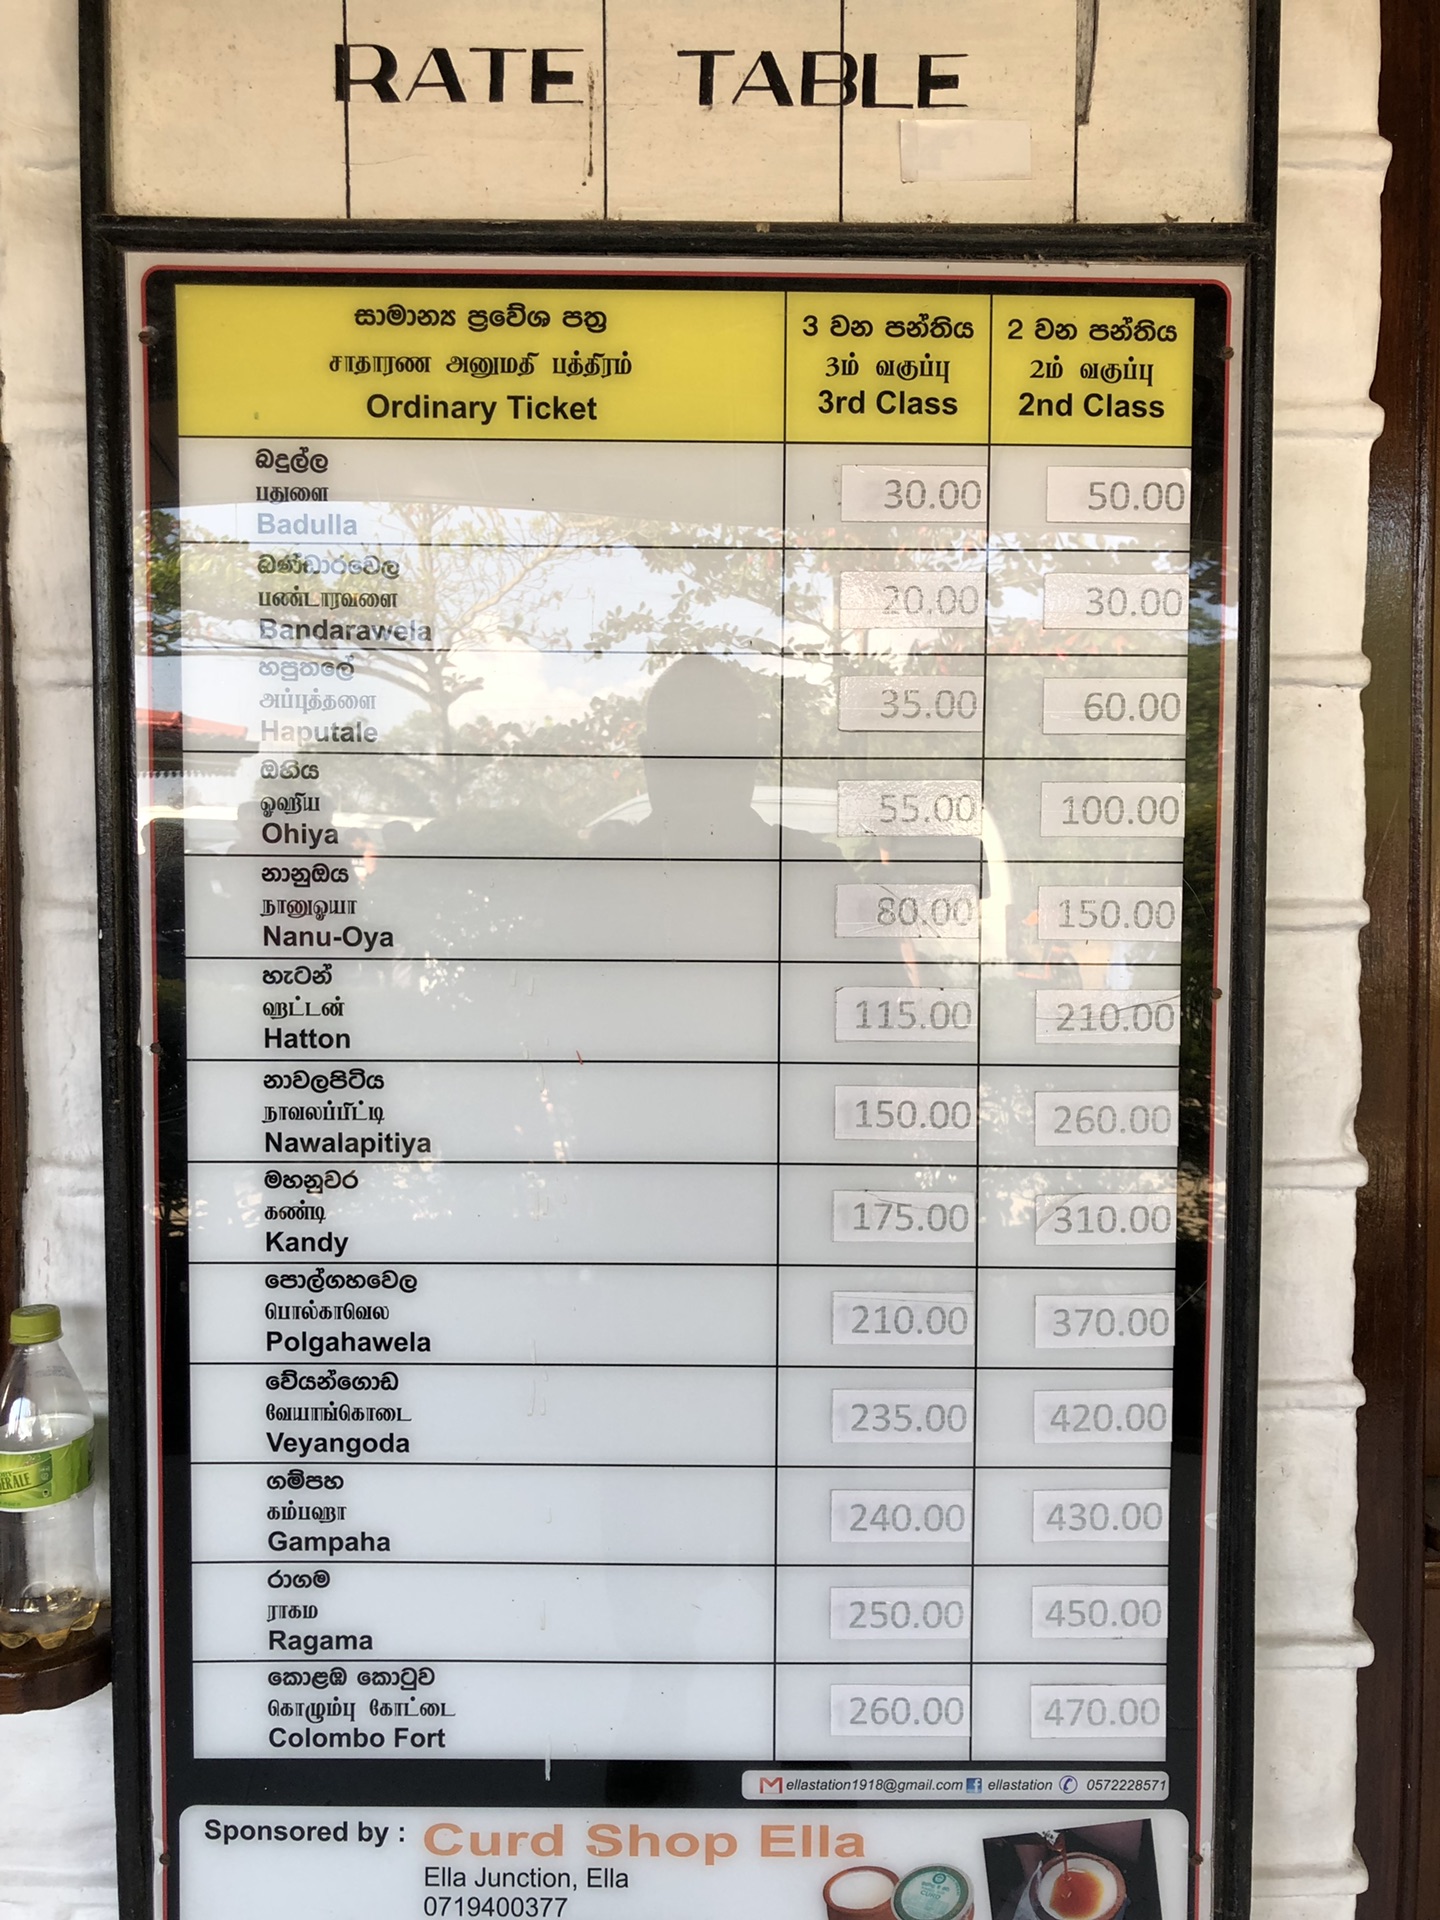 RATE TABLE
සාමාන්‍ය ප්‍රවේශ පත්‍ර 3 වන පන්තිය 2 වන පන්තිය
சாதாரண அனுமதி பத்திரம் 3ம் வகுப்பு 2ம் வகுப்பு
Ordinary Ticket 3rd Class 2nd Class
බදුල්ල
பதுளை 30.00 50.00
Badulla
බණ්ඩාරවෙල
பண்டாரவளை 20.00 30.00
Bandarawela
හපුතලේ
அப்புத்தளை 35.00 60.00
Haputale
ඔහිය
ஓஹிய 55.00 100.00
Ohiya
නානුඔය
நானுஓயா 80.00 150.00
Nanu-Oya
හැටන්
ஹட்டன் 115.00 210.00
Hatton
නාවලපිටිය
நாவலப்பிட்டி 150.00 260.00
Nawalapitiya
මහනුවර
கண்டி 175.00 310.00
Kandy
පොල්ගහවෙල
பொல்காவெல 210.00 370.00
Polgahawela
වේයන්ගොඩ
வேயாங்கொடை 235.00 420.00
Veyangoda
ගම්පහ
கம்பஹா 240.00 430.00
Gampaha
රාගම
ராகம 250.00 450.00
Ragama
කොළඹ කොටුව
கொழும்பு கோட்டை 260.00 470.00
Colombo Fort
ellastation1918@gmail.com ellastation 0572228571
Sponsored by : Curd Shop Ella
Ella Junction, Ella
0719400377